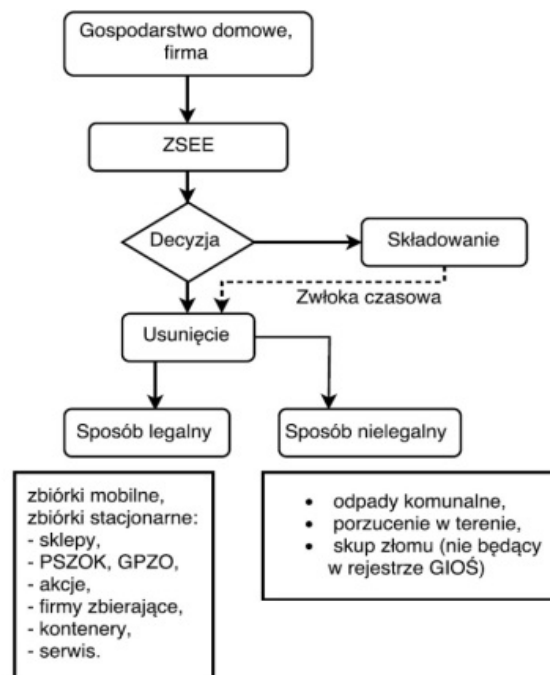 Gospodarstwo domowe,
firma
ZSEE
Decyzja
Składowanie
Zwłoka czasowa
Usunięcie
Sposób legalny
Sposób nielegalny
zbiórki mobilne,
zbiórki stacjonarne:
- sklepy,
- PSZOK, GPZO,
- akcje,
- firmy zbierające,
- kontenery,
- serwis.
• odpady komunalne,
• porzucenie w terenie,
• skup złomu (nie będący
w rejestrze GIOŚ)